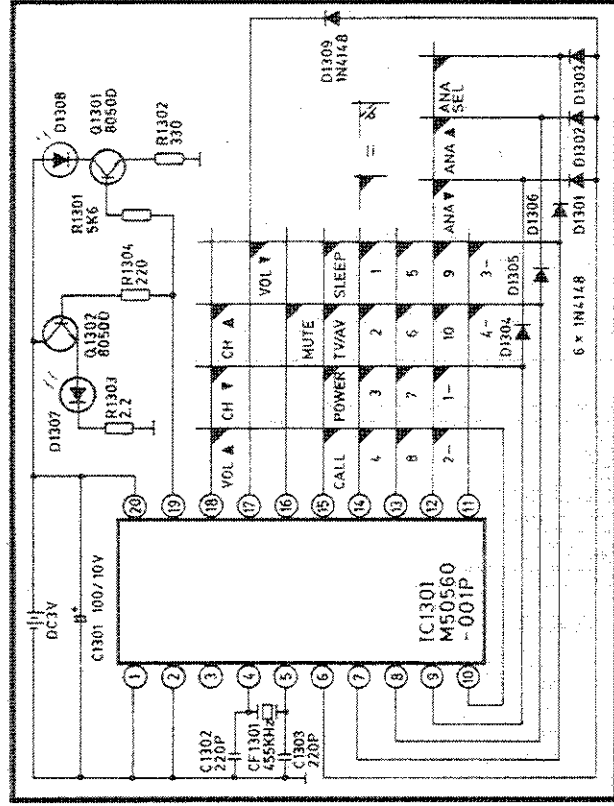 DC3V
C1301 100/10V
D1307
R1303
2.2
Q1302
8050D
R1304
220
R1301
5K6
D1308
Q1301
8050D
R1302
330
D1309
1N4148
C1302
220P
CF1301
455KHz
C1303
220P
1
2
3
4
5
6
7
8
9
10
IC1301
M50560
-001P
20
19
18
17
16
15
14
13
12
11
VOL ▲
CH ▼
CH ▲
VOL ▼
MUTE
CALL
POWER
TV/AV
SLEEP
4
3
2
1
8
7
6
5
2-
1-
10
9
4-
3-
ANA ▼
ANA ▲
ANA
SEL
D1304
D1305
D1306
D1301
D1302
D1303
6 × 1N4148